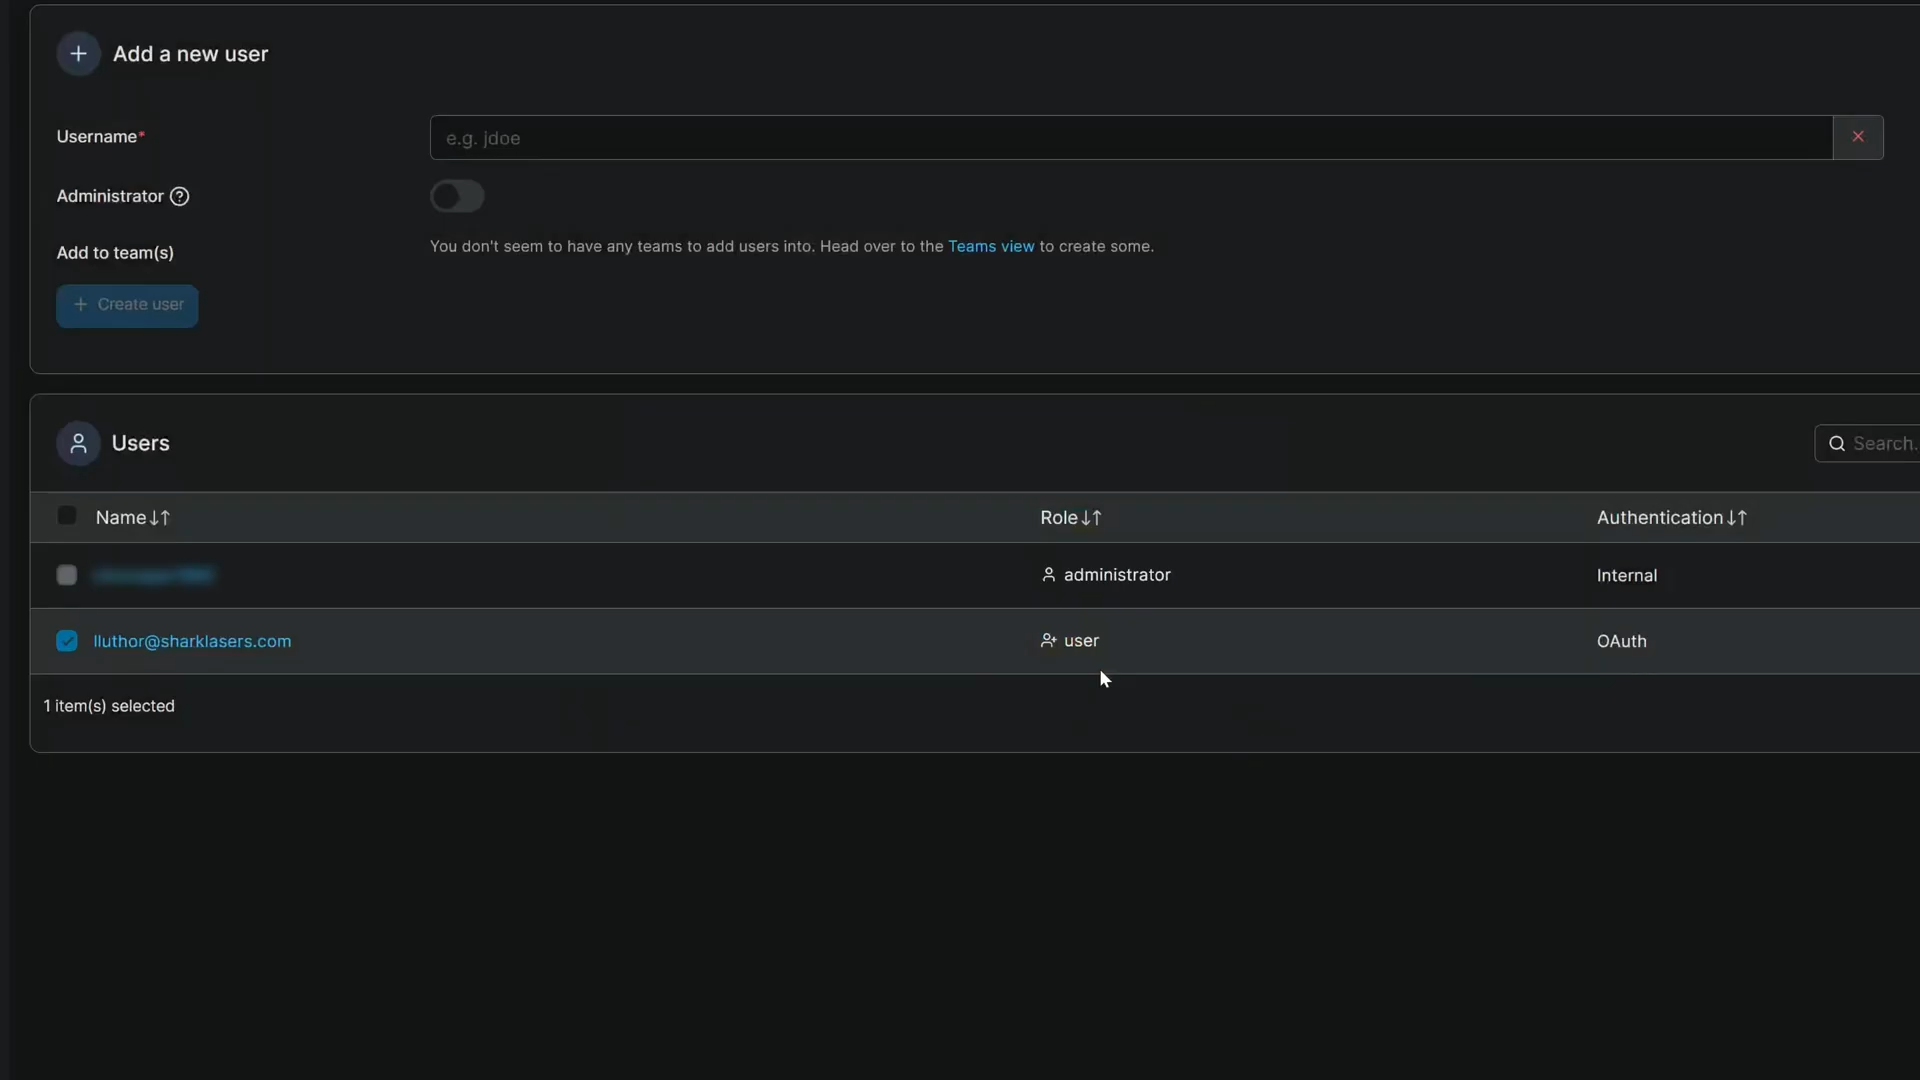 Add a new user
Username*
e.g. jdoe
Administrator
Add to team(s)
You don't seem to have any teams to add users into. Head over to the Teams view to create some.
+ Create user
Users
Search.
Name Role Authentication
administrator Internal
lluthor@sharklasers.com user OAuth
1 item(s) selected